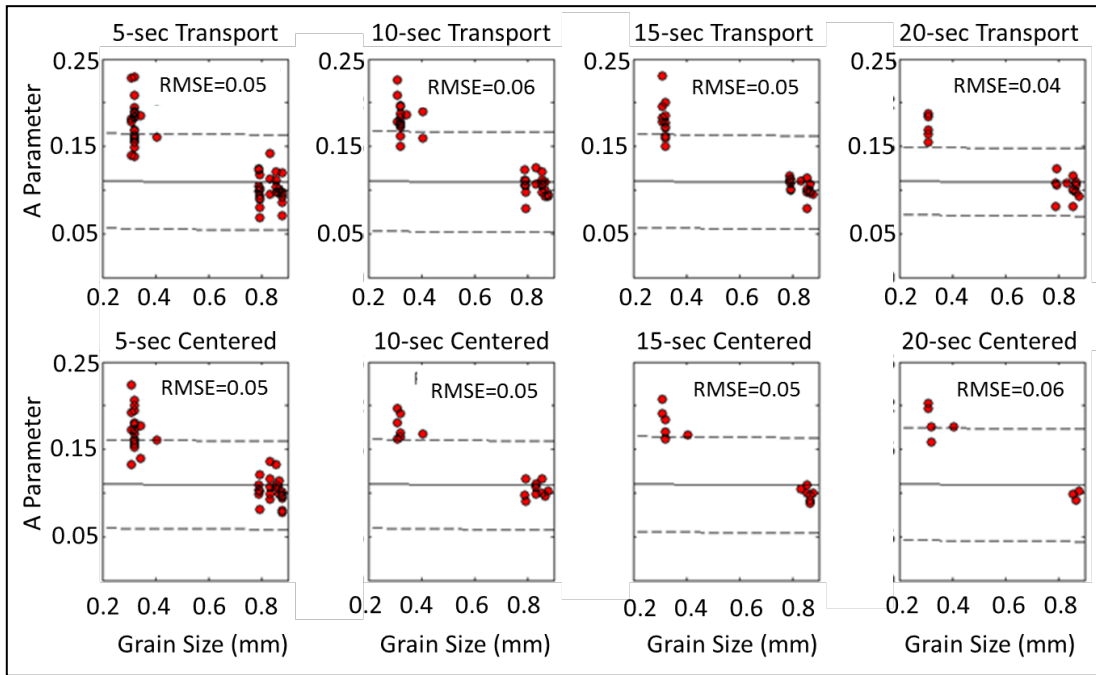 5-sec Transport 10-sec Transport 15-sec Transport 20-sec Transport
0.25 0.25 0.25 0.25
RMSE=0.05 RMSE=0.06 RMSE=0.05 RMSE=0.04
0.15 0.15 0.15 0.15
A Parameter
0.05 0.05 0.05 0.05
0.2 0.4 0.6 0.8 0.2 0.4 0.6 0.8 0.2 0.4 0.6 0.8 0.2 0.4 0.6 0.8
5-sec Centered 10-sec Centered 15-sec Centered 20-sec Centered
0.25
RMSE=0.05 RMSE=0.05 RMSE=0.05 RMSE=0.06
0.15
A Parameter
0.05
0.2 0.4 0.6 0.8 0.2 0.4 0.6 0.8 0.2 0.4 0.6 0.8 0.2 0.4 0.6 0.8
Grain Size (mm) Grain Size (mm) Grain Size (mm) Grain Size (mm)